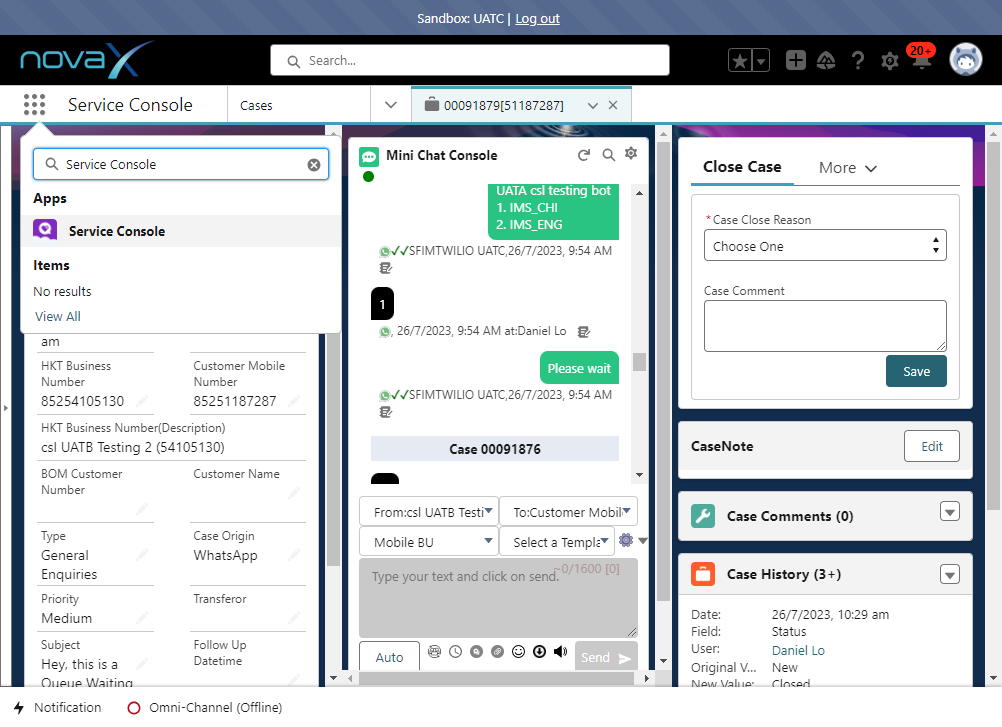 Sandbox: UATC | Log out
novaX
Search...
20+
Service Console
Cases
00091879[51187287]
Service Console
Apps
Service Console
Items
No results
View All
am
HKT Business Number
85254105130
Customer Mobile Number
85251187287
HKT Business Number(Description)
csl UATB Testing 2 (54105130)
BOM Customer Number
Customer Name
Type
General Enquiries
Case Origin
WhatsApp
Priority
Medium
Transferor
Subject
Hey, this is a
Queue Waiting
Follow Up Datetime
Mini Chat Console
UATA csl testing bot
1. IMS_CHI
2. IMS_ENG
SFIMTWILIO UATC,26/7/2023, 9:54 AM
1
, 26/7/2023, 9:54 AM at:Daniel Lo
Please wait
SFIMTWILIO UATC,26/7/2023, 9:54 AM
Case 00091876
From:csl UATB Testi
To:Customer Mobil
Mobile BU
Select a Templa
~0/1600 [0]
Type your text and click on send.
Auto
Send
Close Case
More
*Case Close Reason
Choose One
Case Comment
Save
CaseNote
Edit
Case Comments (0)
Case History (3+)
Date: 26/7/2023, 10:29 am
Field: Status
User: Daniel Lo
Original V... New
New Value: Closed
Notification
Omni-Channel (Offline)